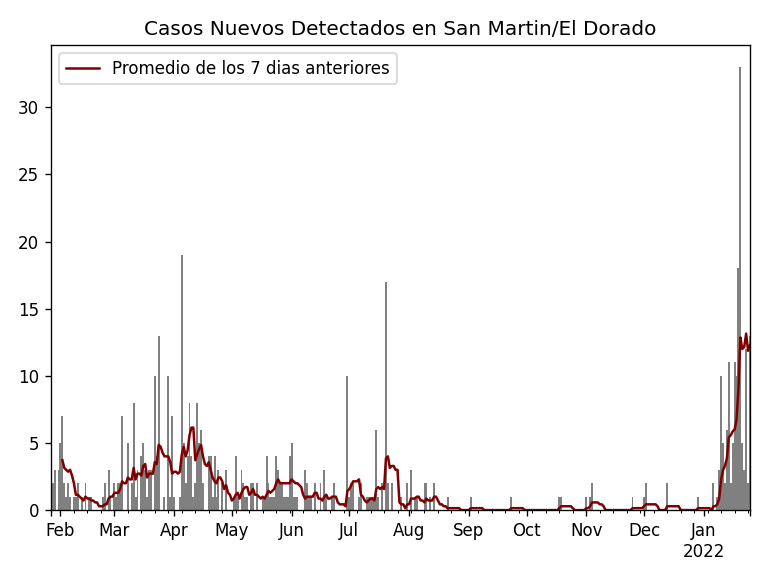 Casos Nuevos Detectados en San Martin/El Dorado
Promedio de los 7 dias anteriores
30
25
20
15
10
5
0
Feb Mar Apr May Jun Jul Aug Sep Oct Nov Dec Jan
2022